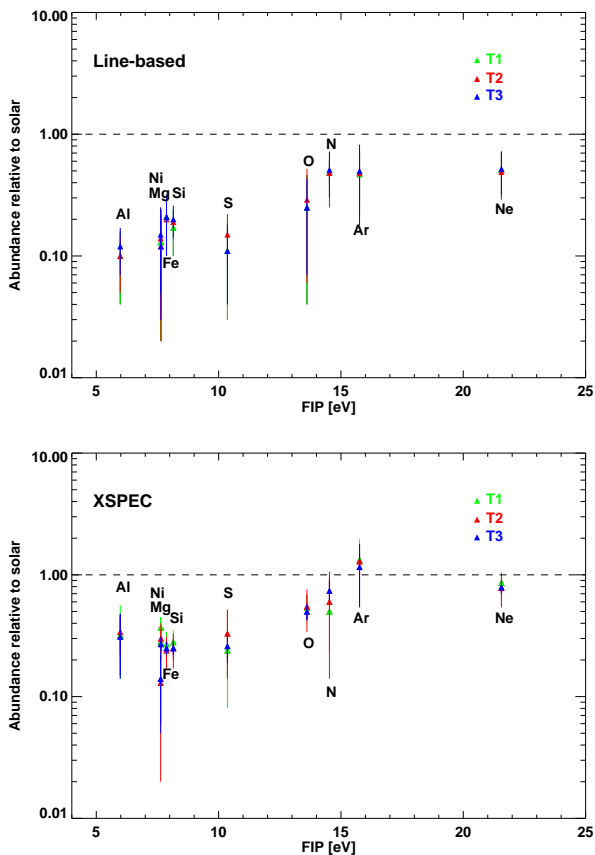 10.00
Line-based
T1
T2
T3
1.00
N
O
Ni
Mg Si
Al
S
Ar
Ne
Fe
0.10
0.01
5 10 15 20 25
FIP [eV]
Abundance relative to solar
10.00
XSPEC
T1
T2
T3
1.00
Al
Ni
Mg
Si
S
Ar
Ne
O
Fe
N
0.10
0.01
5 10 15 20 25
FIP [eV]
Abundance relative to solar